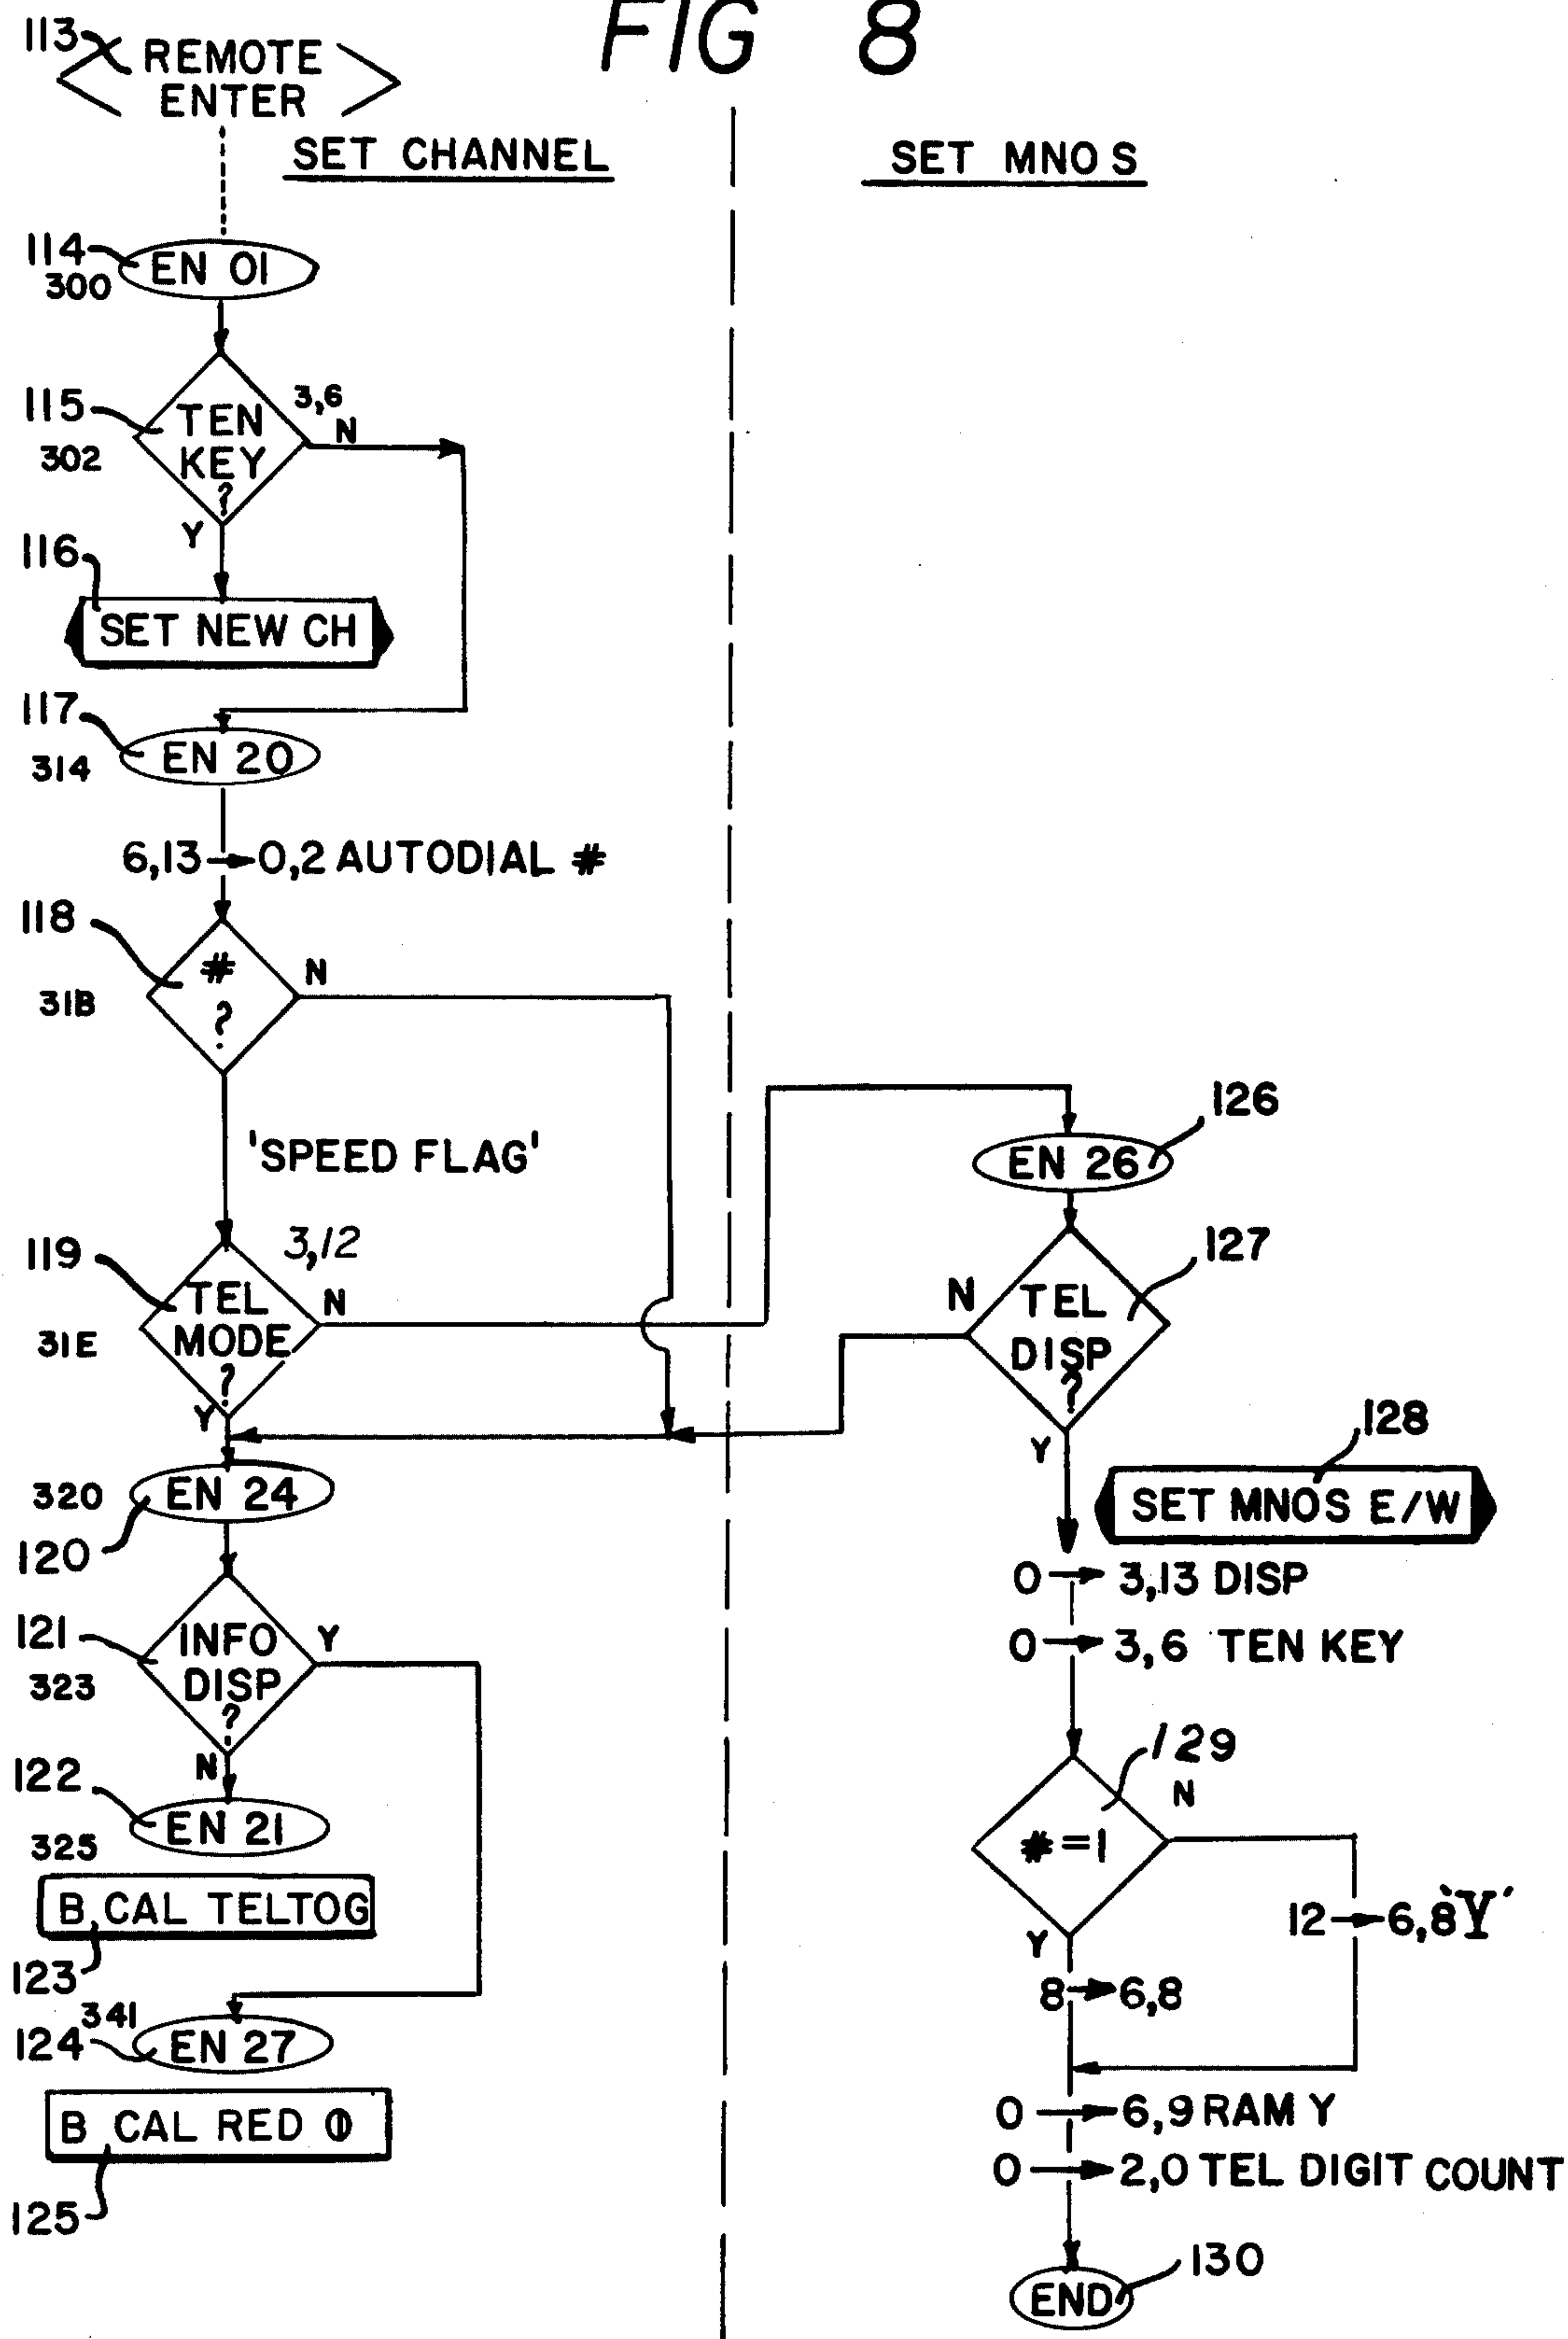 FIG 8
113
REMOTE
ENTER
SET CHANNEL
114
300
EN 01
115
302
TEN
KEY
?
3,6
N
Y
116
SET NEW CH
117
314
EN 20
6,13 → 0,2 AUTODIAL #
118
31B
#
?
N
'SPEED FLAG'
119
31E
TEL
MODE
?
3,12
N
Y
320
EN 24
120
121
323
INFO
DISP
?
Y
N
122
325
EN 21
B CAL TELTOG
123
341
124
EN 27
B CAL RED ①
125
SET MNOS
126
EN 26
127
TEL
DISP
?
N
Y
128
SET MNOS E/W
0 → 3,13 DISP
0 → 3,6 TEN KEY
129
# = 1
N
Y
12 → 6,8 'Y'
8 → 6,8
0 → 6,9 RAM Y
0 → 2,0 TEL DIGIT COUNT
END
130